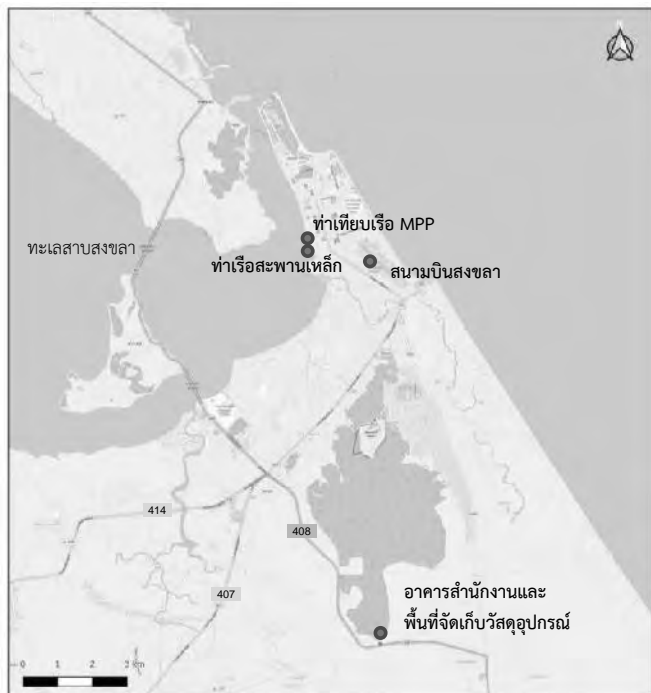 ท่าเทียบเรือ MPP
ทะเลสาบสงขลา
ท่าเรือสะพานเหล็ก
สนามบินสงขลา
414
408
407
อาคารสำนักงานและ
พื้นที่จัดเก็บวัสดุอุปกรณ์
0 1 2 3 km